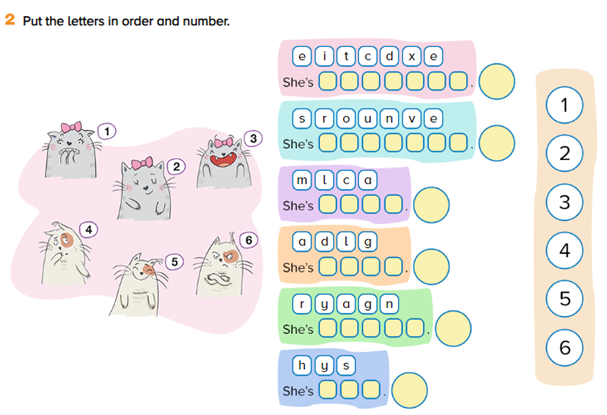 2 Put the letters in order and number.
e i t c d x e
She's .
s r o u n v e
She's .
m l c a
She's .
a d l g
She's .
r y a g n
She's .
h y s
She's .
1
2
3
4
5
6
1
2
3
4
5
6